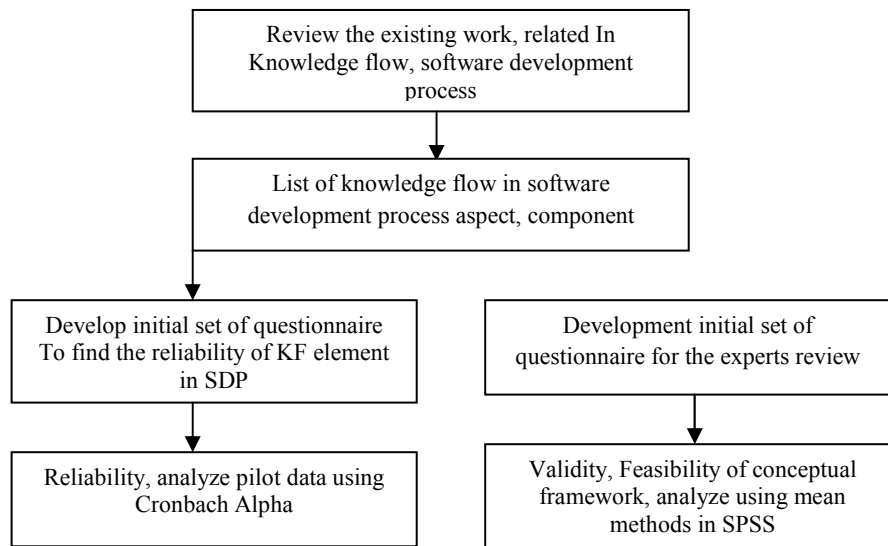 Review the existing work, related In
Knowledge flow, software development
process
List of knowledge flow in software
development process aspect, component
Develop initial set of questionnaire
To find the reliability of KF element
in SDP
Development initial set of
questionnaire for the experts review
Reliability, analyze pilot data using
Cronbach Alpha
Validity, Feasibility of conceptual
framework, analyze using mean
methods in SPSS